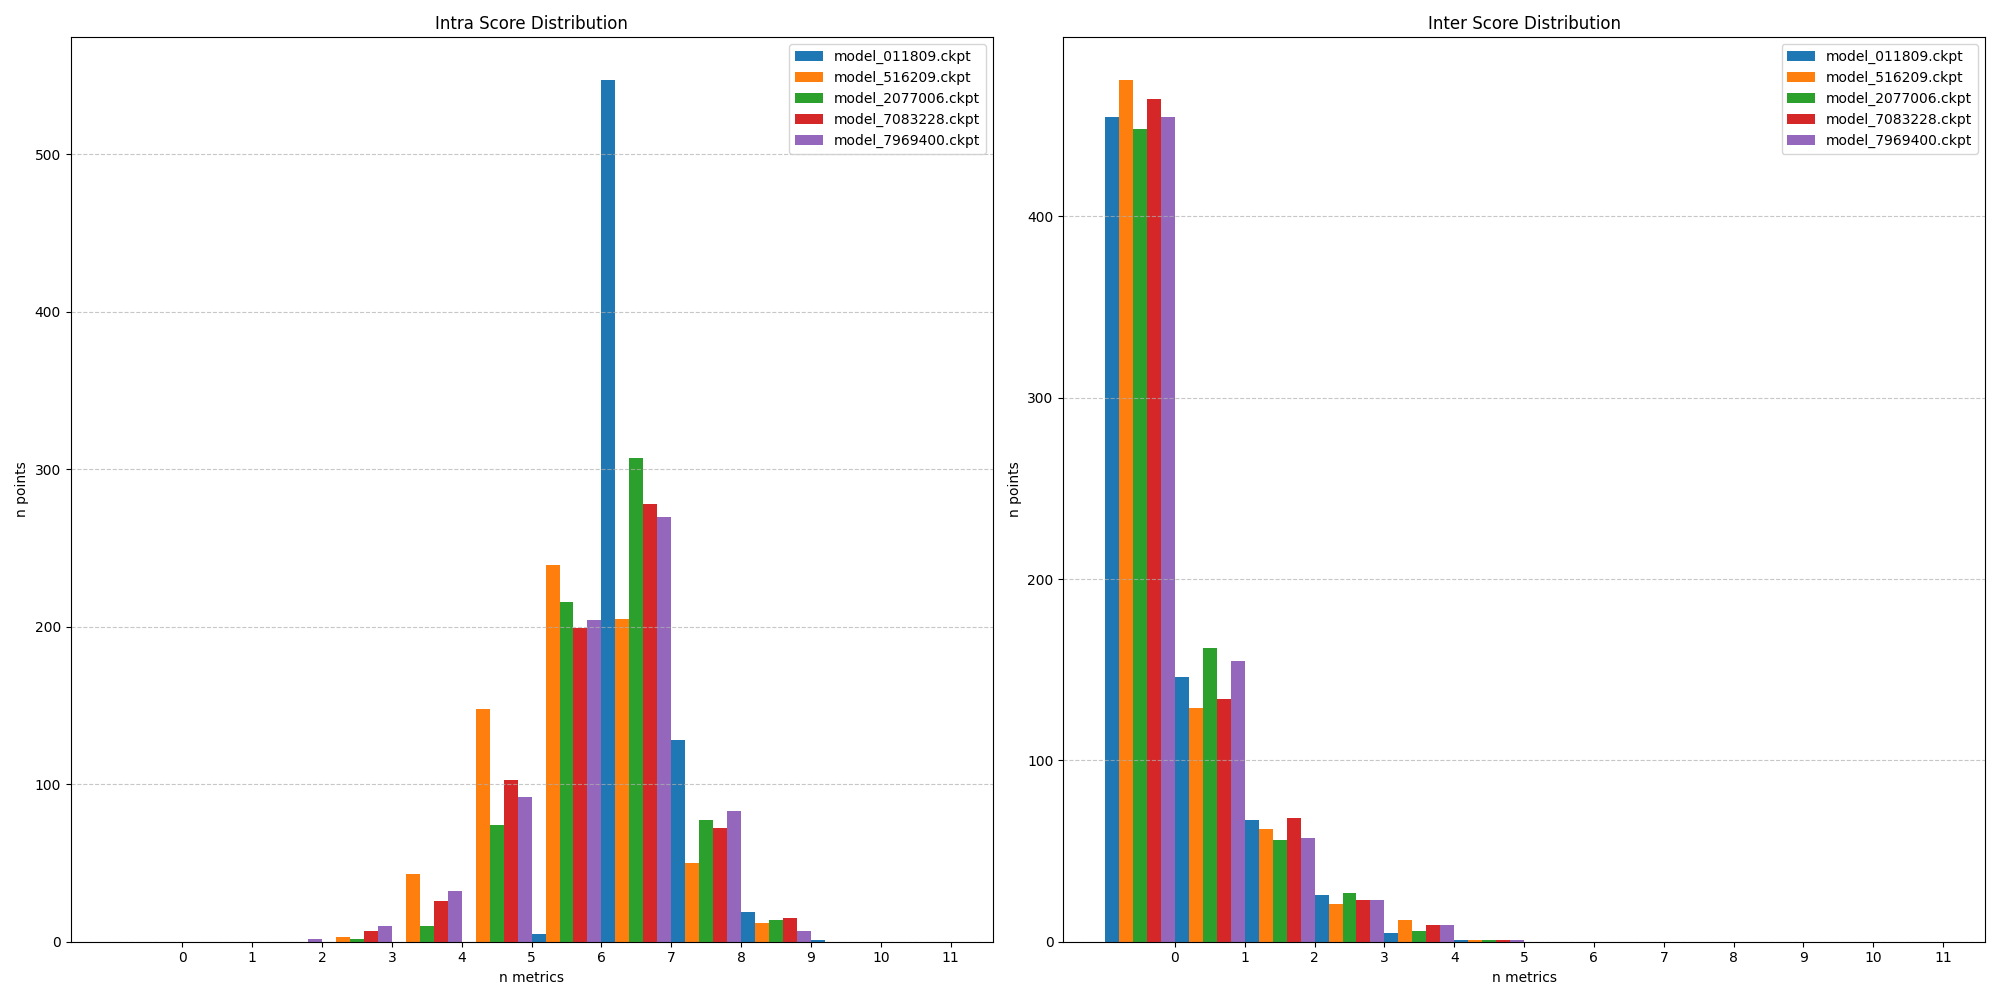 Intra Score Distribution
model_011809.ckpt
model_516209.ckpt
model_2077006.ckpt
model_7083228.ckpt
model_7969400.ckpt
500
400
300
200
100
0
n points
0 1 2 3 4 5 6 7 8 9 10 11
n metrics
Inter Score Distribution
model_011809.ckpt
model_516209.ckpt
model_2077006.ckpt
model_7083228.ckpt
model_7969400.ckpt
400
300
200
100
0
n points
0 1 2 3 4 5 6 7 8 9 10 11
n metrics